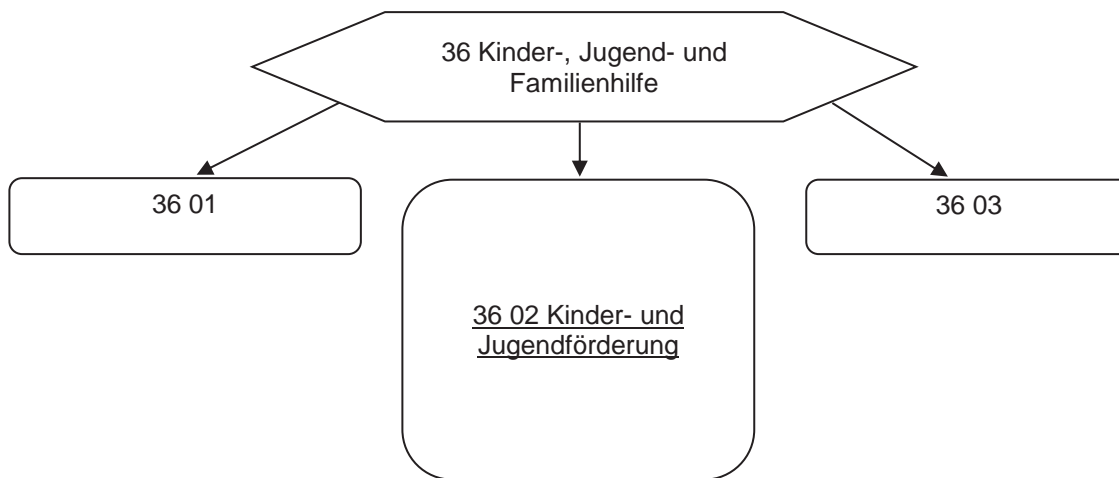 36 Kinder-, Jugend- und
Familienhilfe
36 01
36 03
36 02 Kinder- und
Jugendförderung